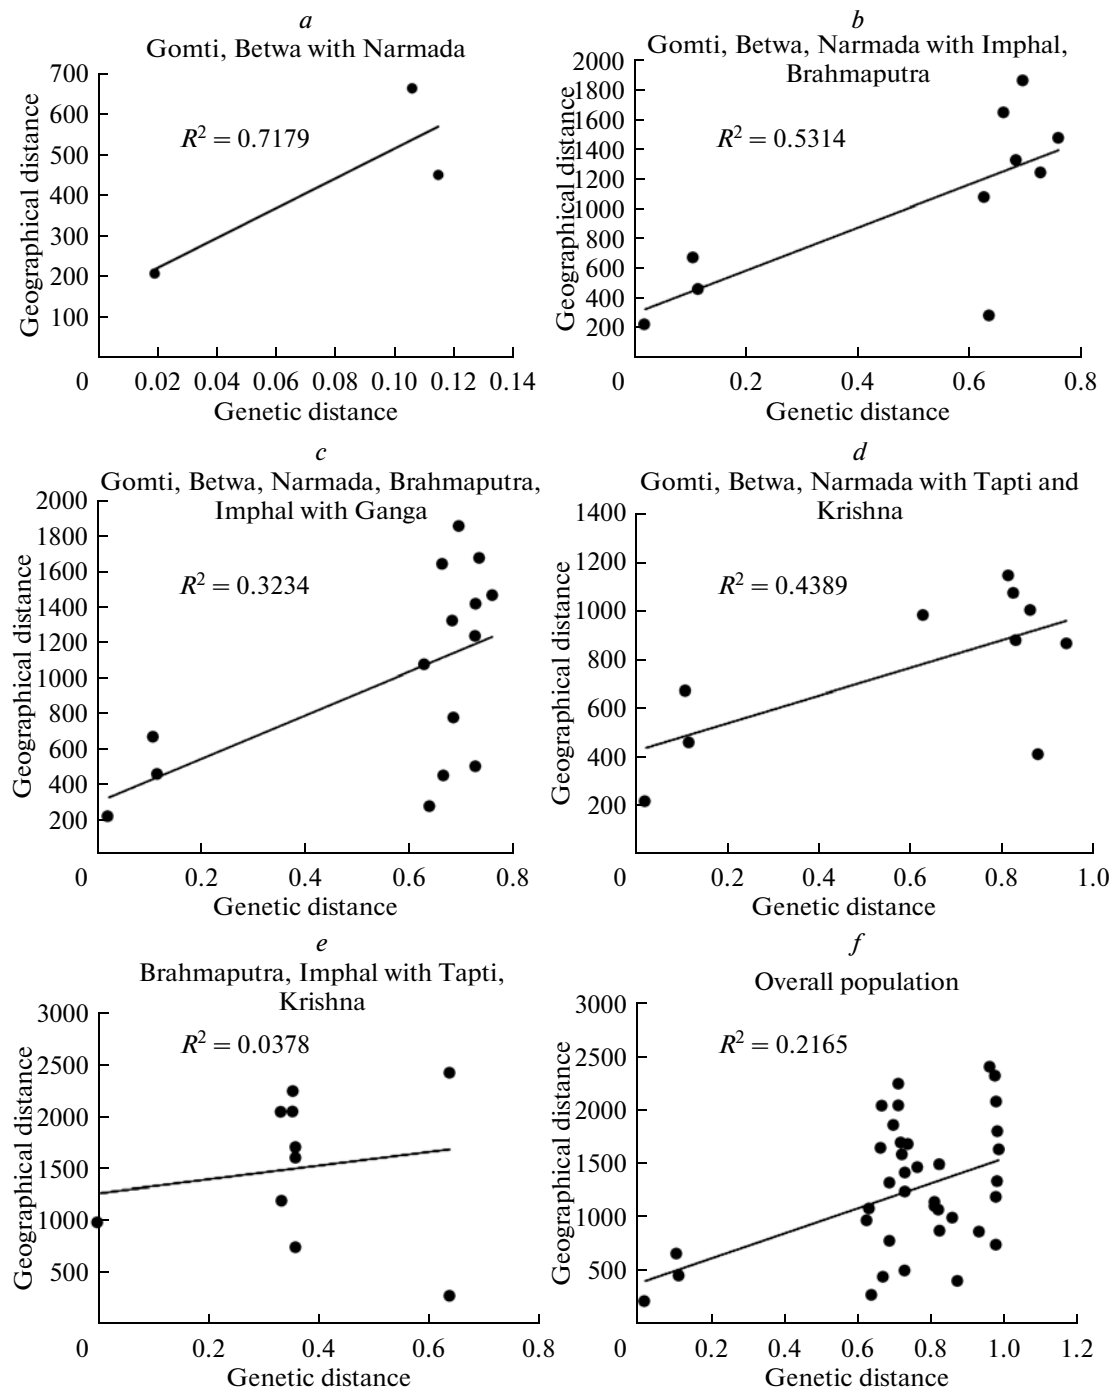 a
Gomti, Betwa with Narmada
700
600
500
400
300
200
100
0
0.02 0.04 0.06 0.08 0.10 0.12 0.14
R² = 0.7179
Geographical distance
Genetic distance
b
Gomti, Betwa, Narmada with Imphal,
Brahmaputra
2000
1800
1600
1400
1200
1000
800
600
400
200
0
0.2 0.4 0.6 0.8
R² = 0.5314
Geographical distance
Genetic distance
c
Gomti, Betwa, Narmada, Brahmaputra,
Imphal with Ganga
2000
1800
1600
1400
1200
1000
800
600
400
200
0
0.2 0.4 0.6 0.8
R² = 0.3234
Geographical distance
Genetic distance
d
Gomti, Betwa, Narmada with Tapti and
Krishna
1400
1200
1000
800
600
400
200
0
0.2 0.4 0.6 0.8 1.0
R² = 0.4389
Geographical distance
Genetic distance
e
Brahmaputra, Imphal with Tapti,
Krishna
3000
2500
2000
1500
1000
500
0
0.2 0.4 0.6 0.8
R² = 0.0378
Geographical distance
Genetic distance
f
Overall population
3000
2500
2000
1500
1000
500
0
0.2 0.4 0.6 0.8 1.0 1.2
R² = 0.2165
Geographical distance
Genetic distance